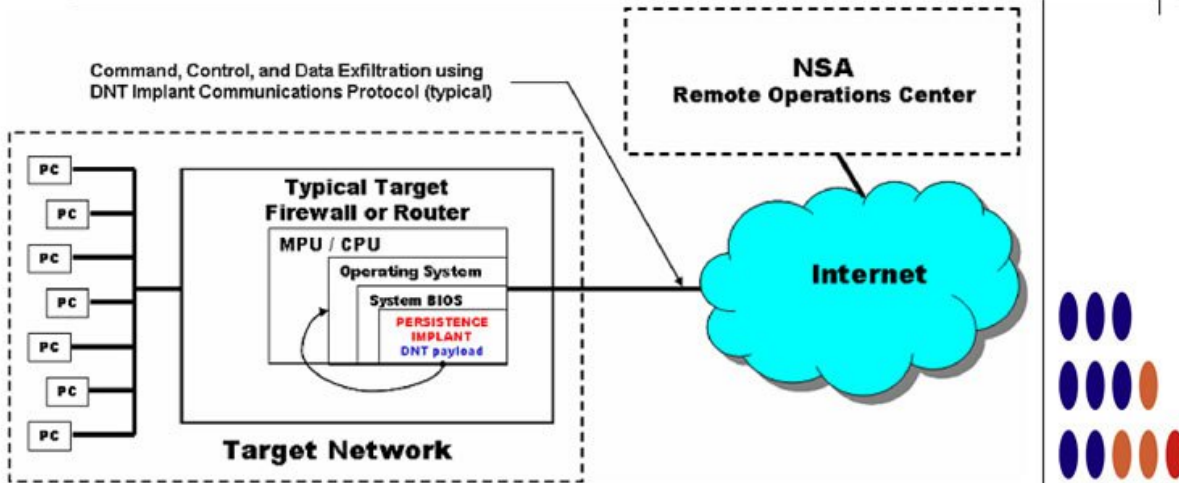 Command, Control, and Data Exfiltration using
DNT Implant Communications Protocol (typical)
NSA
Remote Operations Center
PC
PC
PC
PC
PC
PC
PC
Typical Target
Firewall or Router
MPU / CPU
Operating System
System BIOS
PERSISTENCE
IMPLANT
DNT payload
Internet
Target Network